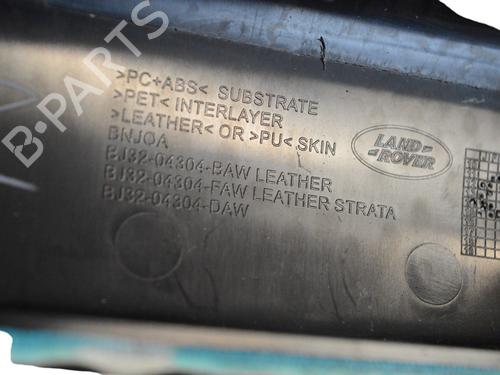 B-PARTS
>PC+ABS< SUBSTRATE
>PET< INTERLAYER
>LEATHER< OR >PU< SKIN
BNJOA
BJ32-04304-BAW LEATHER
BJ32-04304-FAW LEATHER STRATA
BJ32-04304-DAW
LAND
ROVER